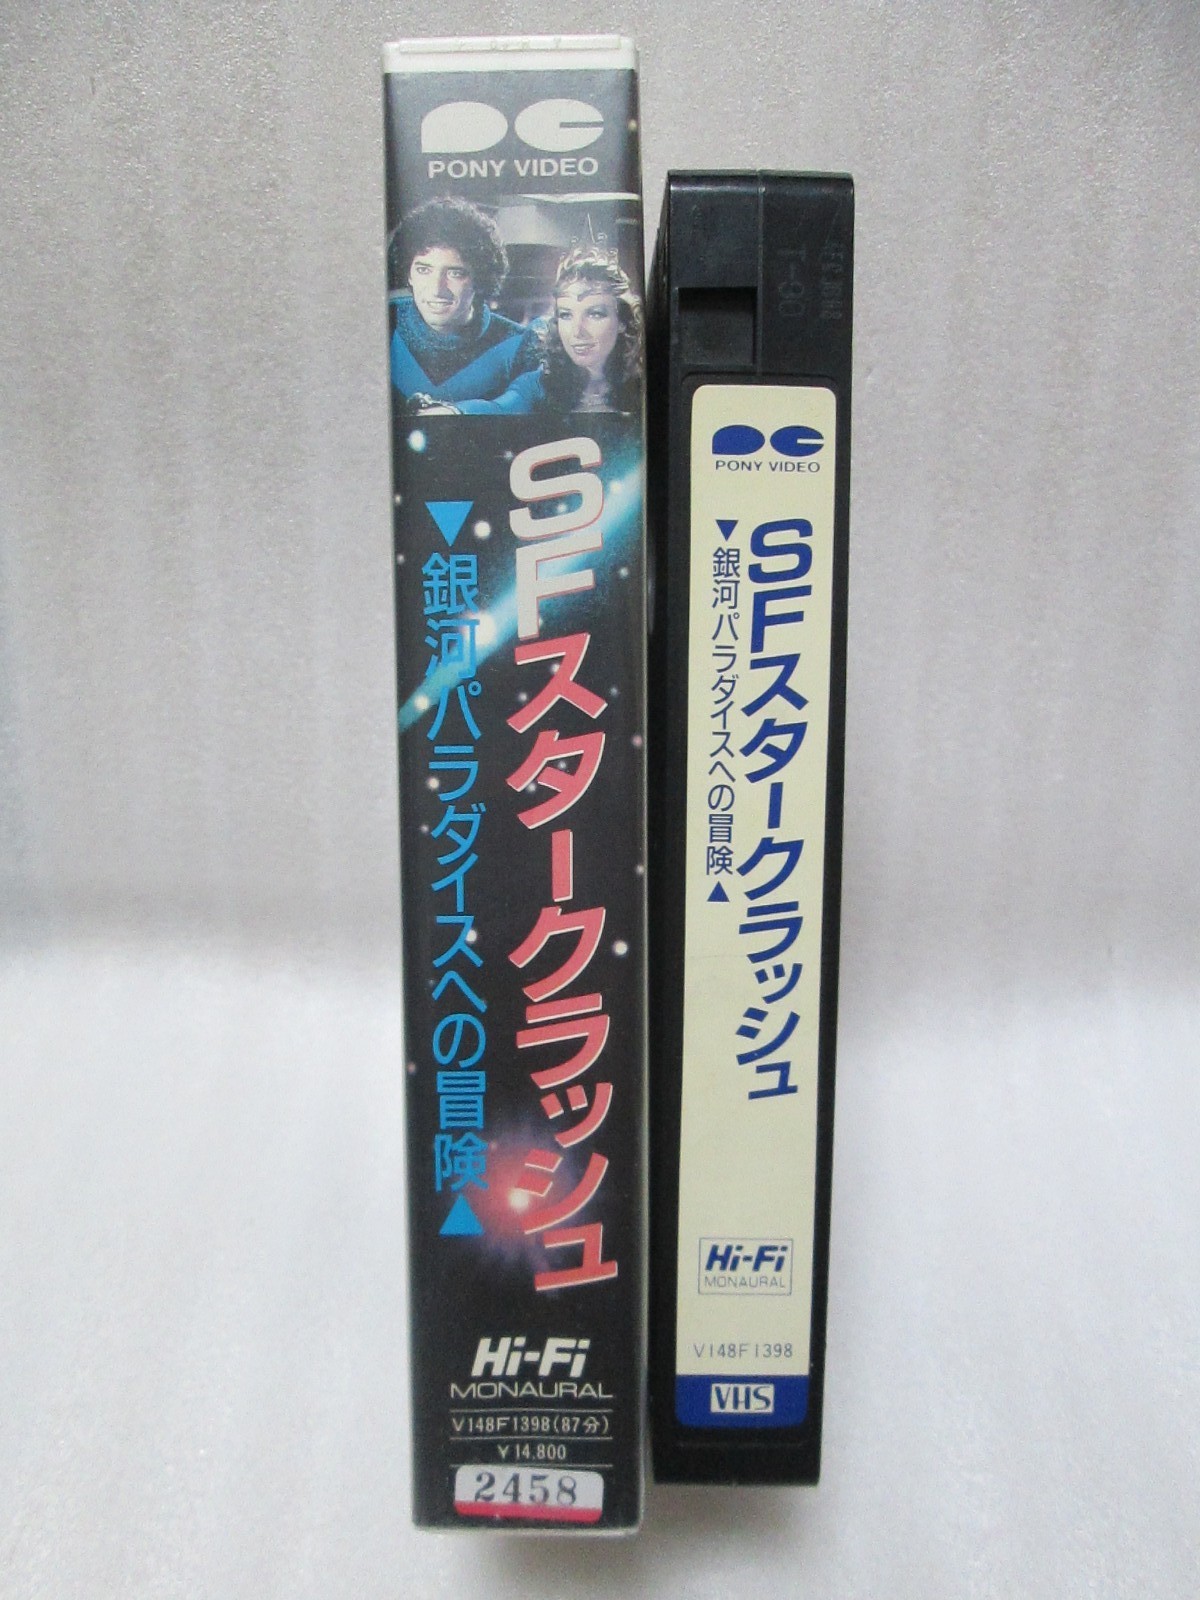 PONY VIDEO
SFスタークラッシュ
▼銀河パラダイスへの冒険▲
Hi-Fi
MONAURAL
V148F1398(87分)
¥14,800
2458
PONY VIDEO
SFスタークラッシュ
▼銀河パラダイスへの冒険▲
Hi-Fi
MONAURAL
V148F1398
VHS